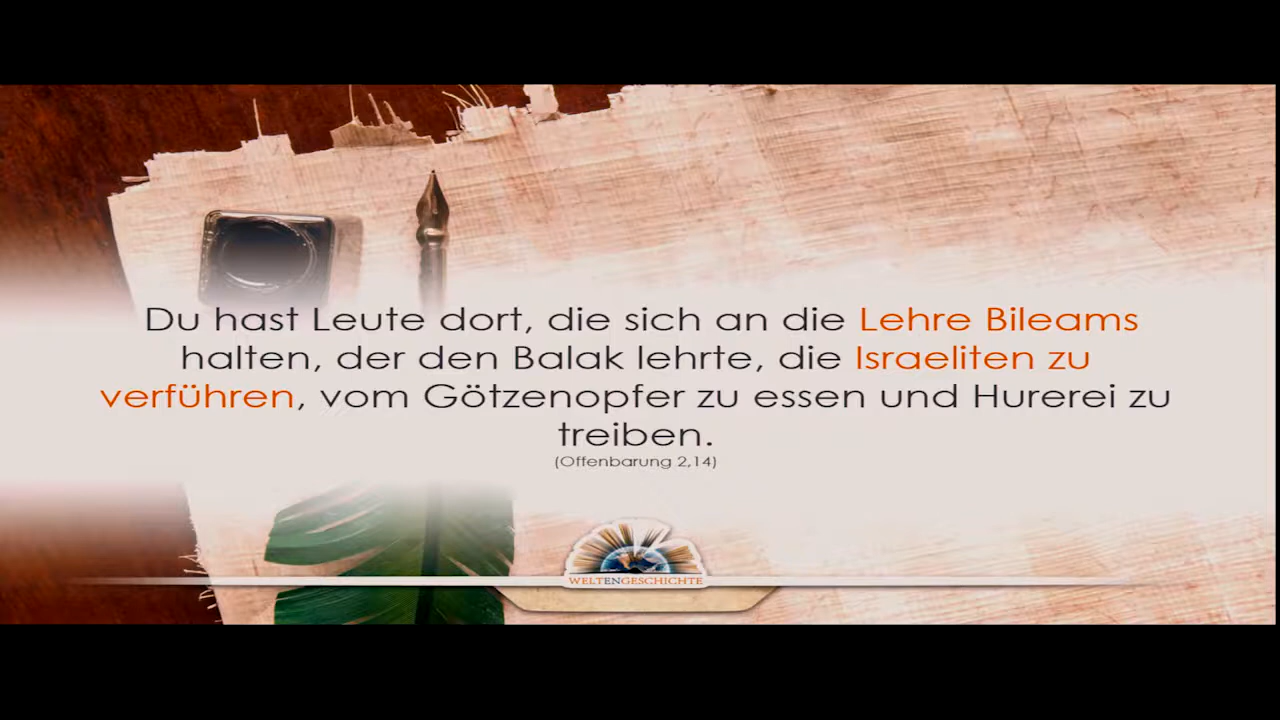 Du hast Leute dort, die sich an die Lehre Bileams
halten, der den Balak lehrte, die Israeliten zu
verführen, vom Götzenopfer zu essen und Hurerei zu
treiben.
(Offenbarung 2,14)
WELTENGESCHICHTE